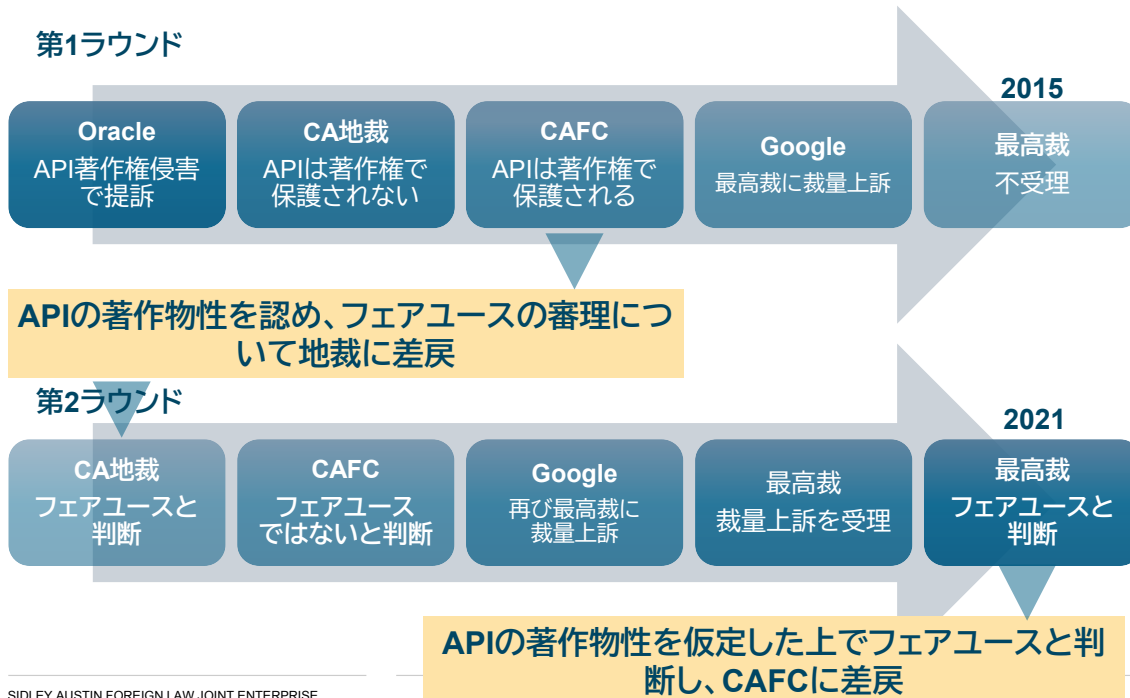 第1ラウンド
2015
Oracle
API著作権侵害
で提訴
CA地裁
APIは著作権で
保護されない
CAFC
APIは著作権で
保護される
Google
最高裁に裁量上訴
最高裁
不受理
APIの著作物性を認め、フェアユースの審理につ
いて地裁に差戻
第2ラウンド
2021
CA地裁
フェアユースと
判断
CAFC
フェアユース
ではないと判断
Google
再び最高裁に
裁量上訴
最高裁
裁量上訴を受理
最高裁
フェアユースと
判断
APIの著作物性を仮定した上でフェアユースと判
断し、CAFCに差戻
SIDLEY AUSTIN FOREIGN LAW JOINT ENTERPRISE